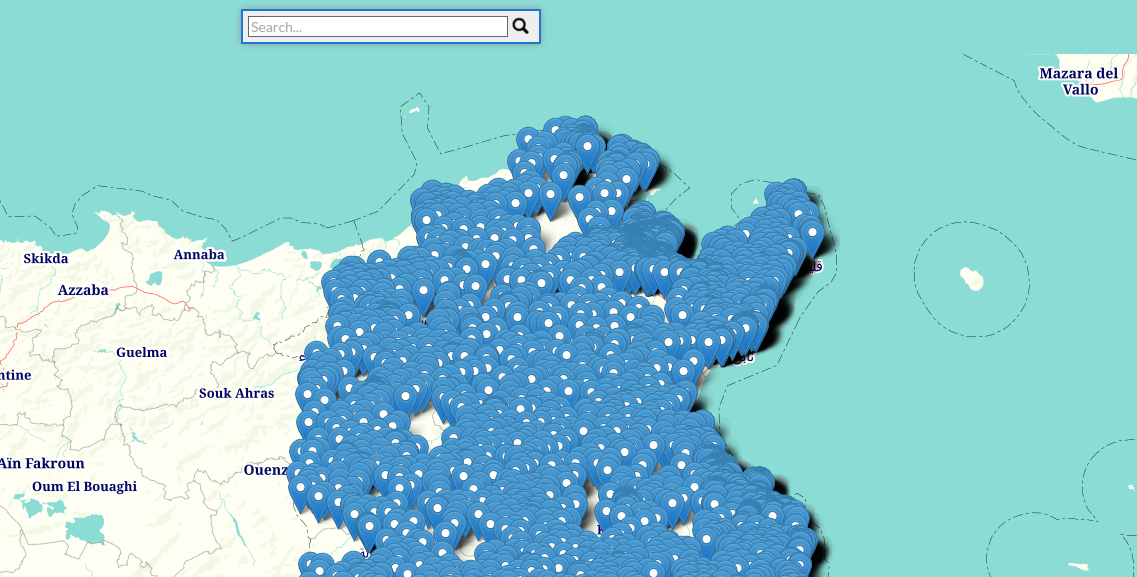 Search...
Mazara del
Vallo
Skikda
Annaba
Azzaba
Guelma
ntine
Souk Ahras
Aïn Fakroun
Ouenz
Oum El Bouaghi